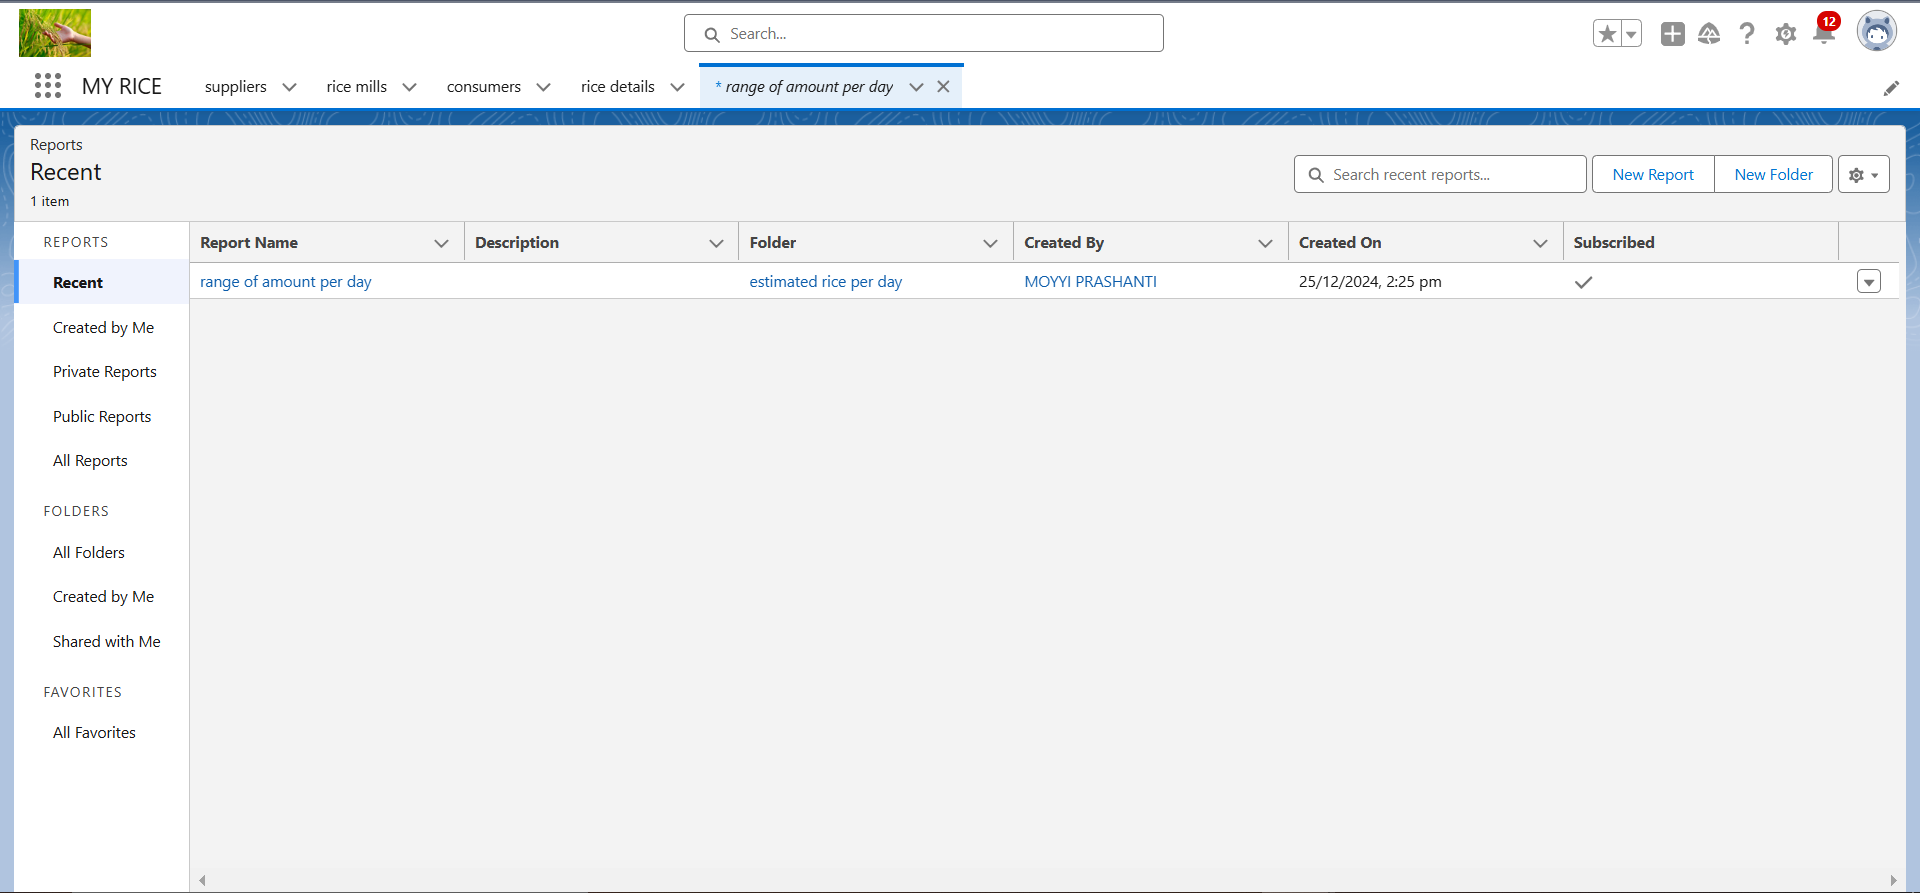 Search...
12
MY RICE
suppliers
rice mills
consumers
rice details
* range of amount per day
Reports
Recent
1 item
Search recent reports...
New Report
New Folder
REPORTS
Recent
Created by Me
Private Reports
Public Reports
All Reports
FOLDERS
All Folders
Created by Me
Shared with Me
FAVORITES
All Favorites
Report Name Description Folder Created By Created On Subscribed
range of amount per day estimated rice per day MOYYI PRASHANTI 25/12/2024, 2:25 pm